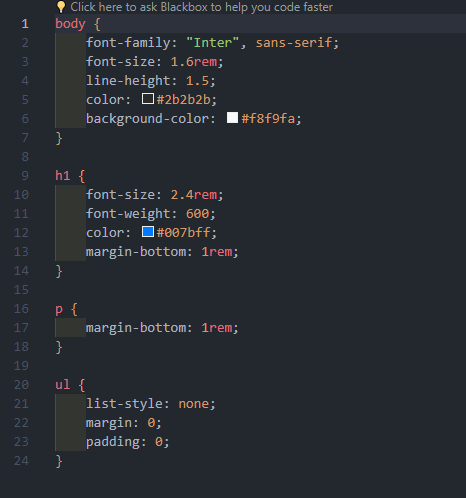 Click here to ask Blackbox to help you code faster
1 body {
2     font-family: "Inter", sans-serif;
3     font-size: 1.6rem;
4     line-height: 1.5;
5     color: #2b2b2b;
6     background-color: #f8f9fa;
7 }
8
9 h1 {
10     font-size: 2.4rem;
11     font-weight: 600;
12     color: #007bff;
13     margin-bottom: 1rem;
14 }
15
16 p {
17     margin-bottom: 1rem;
18 }
19
20 ul {
21     list-style: none;
22     margin: 0;
23     padding: 0;
24 }